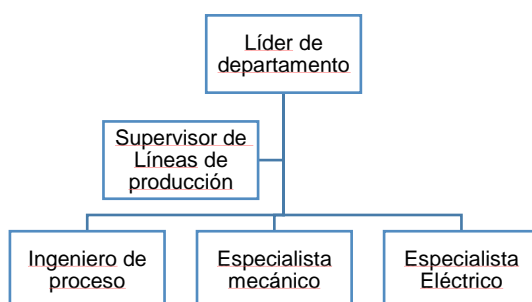 Líder de
departamento
Supervisor de
Líneas de
producción
Ingeniero de
proceso
Especialista
mecánico
Especialista
Eléctrico